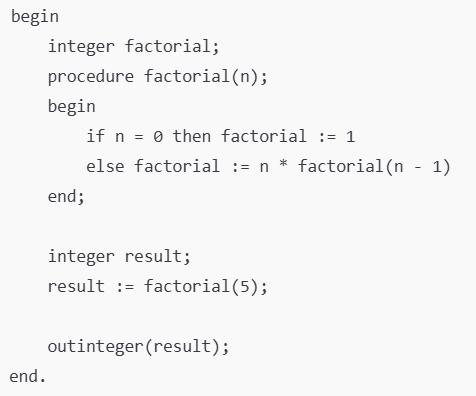 begin
    integer factorial;
    procedure factorial(n);
    begin
        if n = 0 then factorial := 1
        else factorial := n * factorial(n - 1)
    end;

    integer result;
    result := factorial(5);

    outinteger(result);
end.